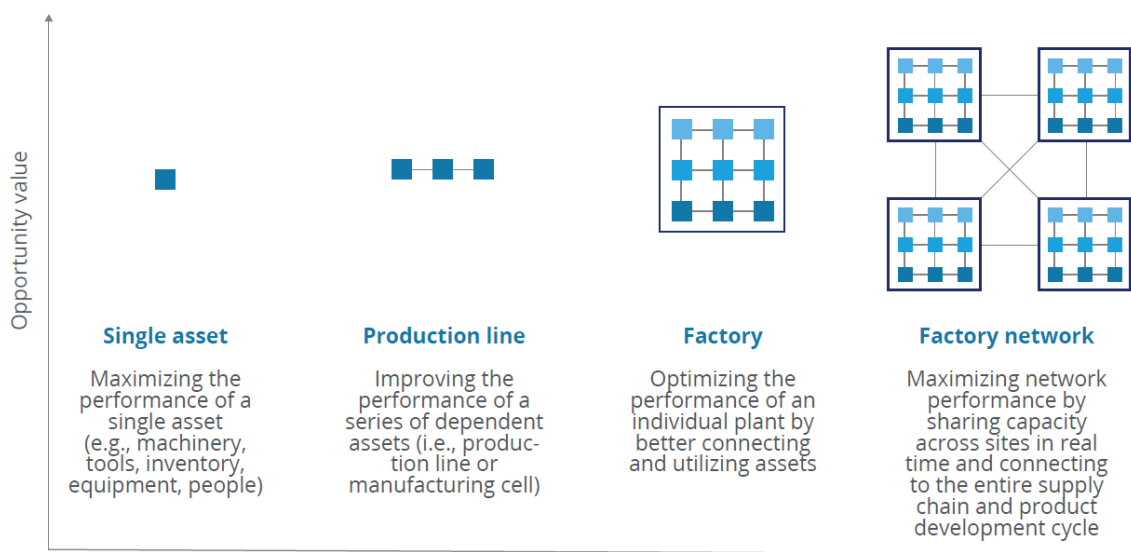 Opportunity value
Single asset
Maximizing the
performance of a
single asset
(e.g., machinery,
tools, inventory,
equipment, people)
Production line
Improving the
performance of a
series of dependent
assets (i.e., produc-
tion line or
manufacturing cell)
Factory
Optimizing the
performance of an
individual plant by
better connecting
and utilizing assets
Factory network
Maximizing network
performance by
sharing capacity
across sites in real
time and connecting
to the entire supply
chain and product
development cycle